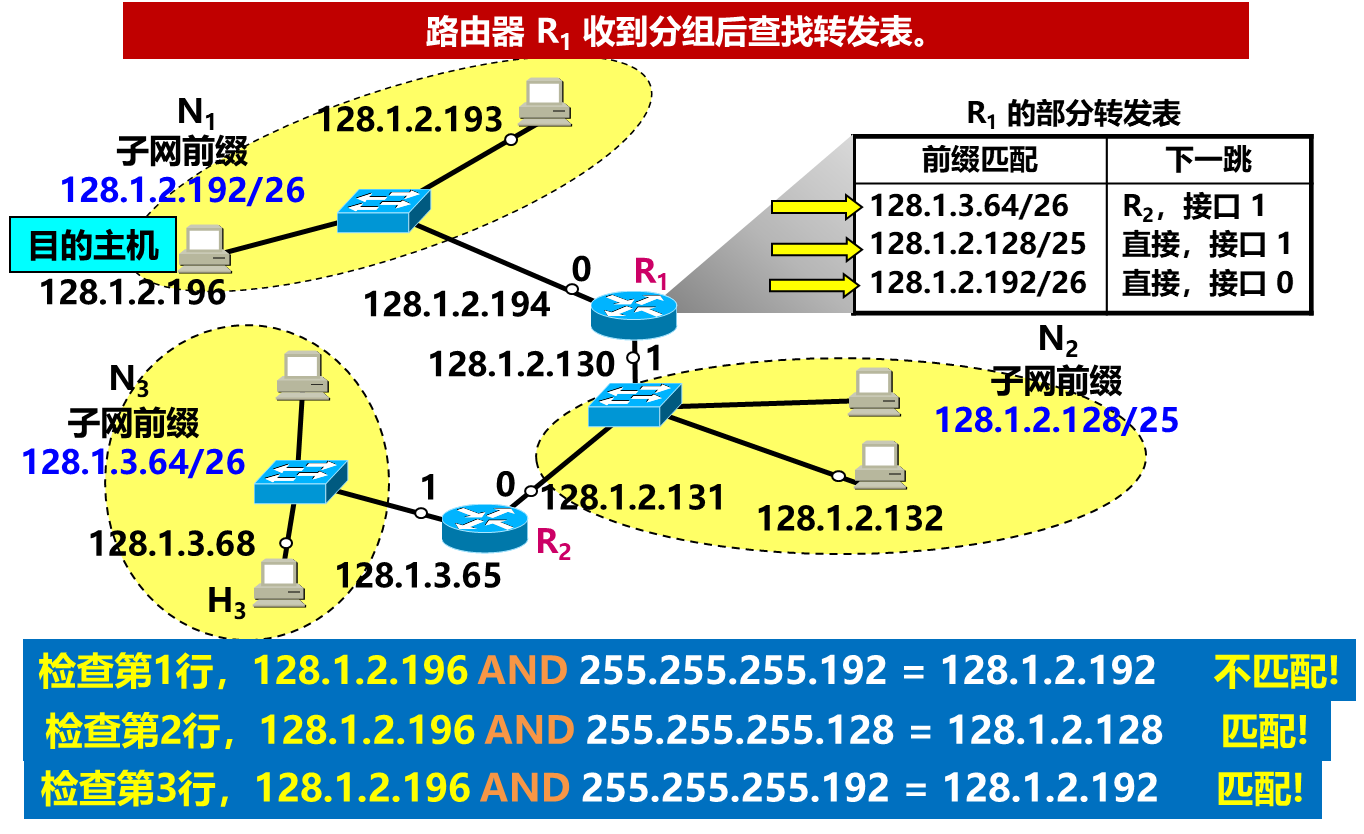 路由器 R₁ 收到分组后查找转发表。
N₁
子网前缀
128.1.2.192/26
128.1.2.193
目的主机
128.1.2.196
0
R₁
128.1.2.194
128.1.2.130
1
R₁ 的部分转发表
前缀匹配 下一跳
128.1.3.64/26 R₂，接口 1
128.1.2.128/25 直接，接口 1
128.1.2.192/26 直接，接口 0
N₂
子网前缀
128.1.2.128/25
N₃
子网前缀
128.1.3.64/26
1
0
128.1.2.131
128.1.2.132
R₂
128.1.3.68
128.1.3.65
H₃
检查第1行，128.1.2.196 AND 255.255.255.192 = 128.1.2.192 不匹配!
检查第2行，128.1.2.196 AND 255.255.255.128 = 128.1.2.128 匹配!
检查第3行，128.1.2.196 AND 255.255.255.192 = 128.1.2.192 匹配!